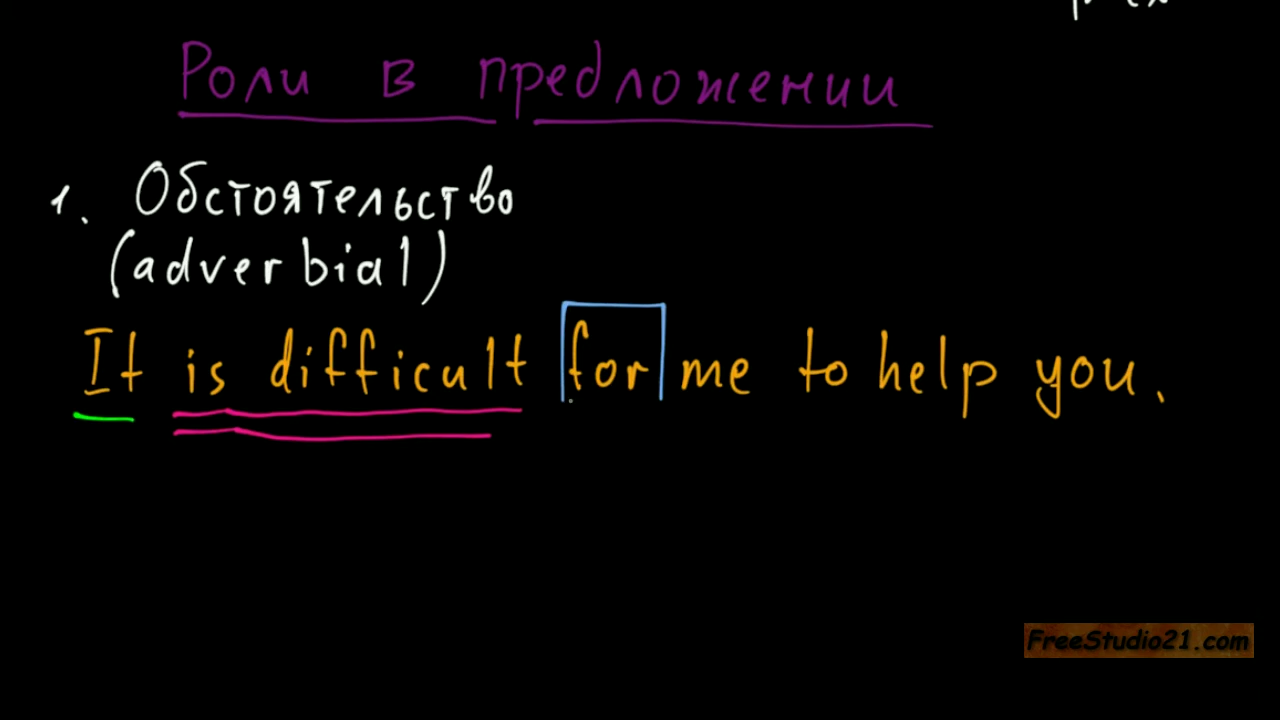 Роли в предложении
1. Обстоятельство
(adverbial)
It is difficult for me to help you.
FreeStudio21.com